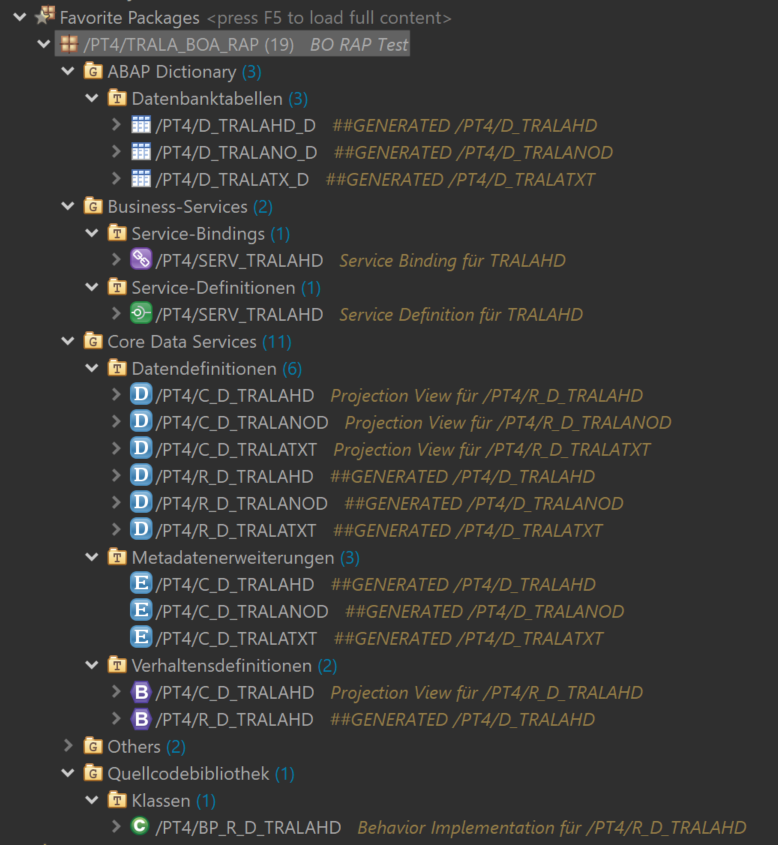 Favorite Packages <press F5 to load full content>
/PT4/TRALA_BOA_RAP (19) BO RAP Test
G ABAP Dictionary (3)
T Datenbanktabellen (3)
/PT4/D_TRALAHD_D ##GENERATED /PT4/D_TRALAHD
/PT4/D_TRALANO_D ##GENERATED /PT4/D_TRALANOD
/PT4/D_TRALATX_D ##GENERATED /PT4/D_TRALATXT
G Business-Services (2)
T Service-Bindings (1)
/PT4/SERV_TRALAHD Service Binding für TRALAHD
T Service-Definitionen (1)
/PT4/SERV_TRALAHD Service Definition für TRALAHD
G Core Data Services (11)
T Datendefinitionen (6)
D /PT4/C_D_TRALAHD Projection View für /PT4/R_D_TRALAHD
D /PT4/C_D_TRALANOD Projection View für /PT4/R_D_TRALANOD
D /PT4/C_D_TRALATXT Projection View für /PT4/R_D_TRALATXT
D /PT4/R_D_TRALAHD ##GENERATED /PT4/D_TRALAHD
D /PT4/R_D_TRALANOD ##GENERATED /PT4/D_TRALANOD
D /PT4/R_D_TRALATXT ##GENERATED /PT4/D_TRALATXT
T Metadatenerweiterungen (3)
E /PT4/C_D_TRALAHD ##GENERATED /PT4/D_TRALAHD
E /PT4/C_D_TRALANOD ##GENERATED /PT4/D_TRALANOD
E /PT4/C_D_TRALATXT ##GENERATED /PT4/D_TRALATXT
T Verhaltensdefinitionen (2)
B /PT4/C_D_TRALAHD Projection View für /PT4/R_D_TRALAHD
B /PT4/R_D_TRALAHD ##GENERATED /PT4/D_TRALAHD
G Others (2)
G Quellcodebibliothek (1)
T Klassen (1)
C /PT4/BP_R_D_TRALAHD Behavior Implementation für /PT4/R_D_TRALAHD